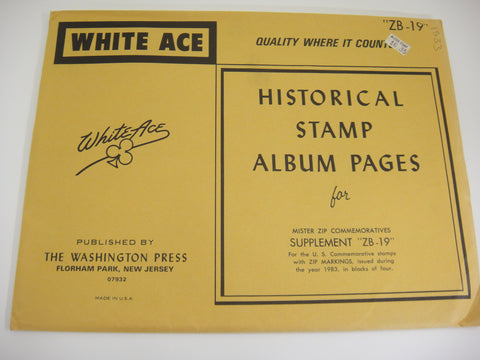 WHITE ACE
"ZB-19"
QUALITY WHERE IT COUNT
White Ace
PUBLISHED BY
THE WASHINGTON PRESS
FLORHAM PARK, NEW JERSEY
07932
MADE IN U.S.A.
HISTORICAL
STAMP
ALBUM PAGES
for
MISTER ZIP COMMEMORATIVES
SUPPLEMENT "ZB-19"
For the U. S. Commemorative stamps
with ZIP MARKINGS, issued during
the year 1983, in blocks of four.